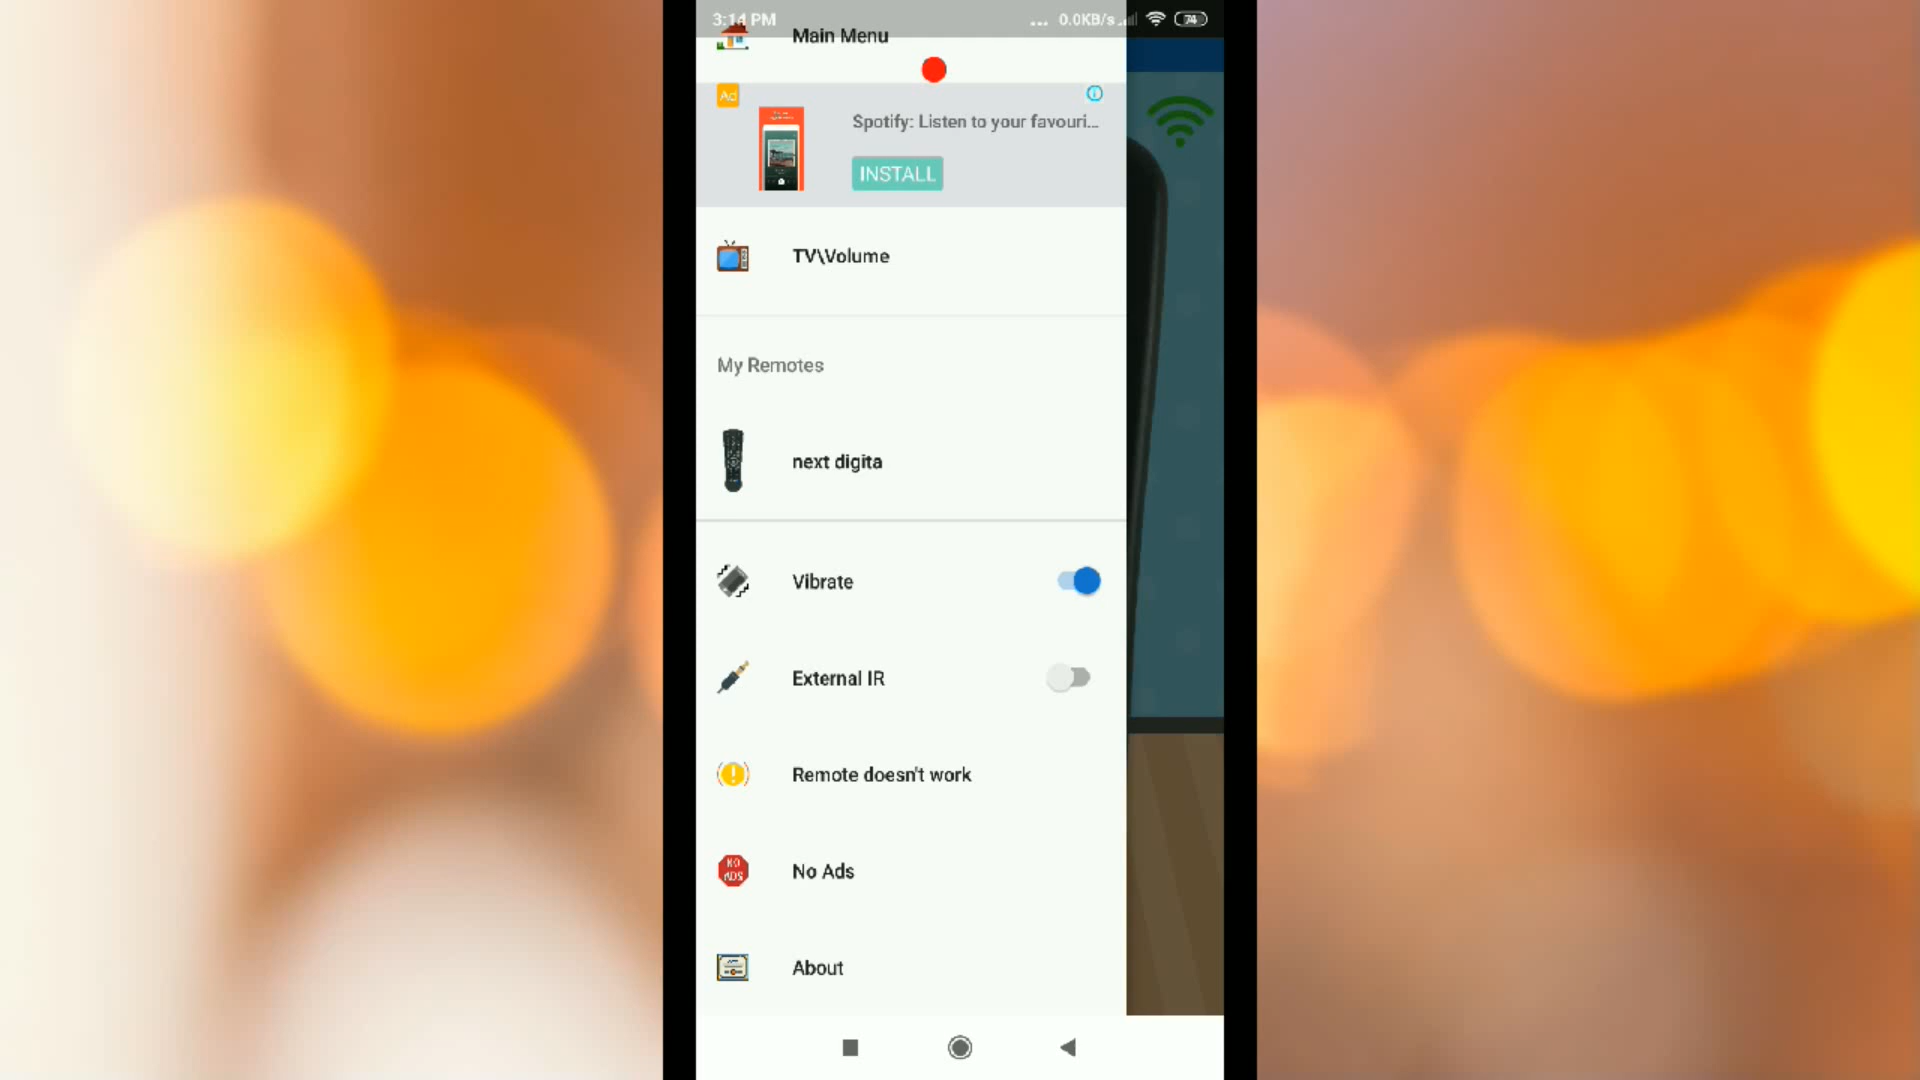 3:14 PM
... 0.0KB/s
74
Main Menu
Ad
Spotify: Listen to your favouri...
INSTALL
TV\Volume
My Remotes
next digita
Vibrate
External IR
Remote doesn't work
NO
ADS
No Ads
About